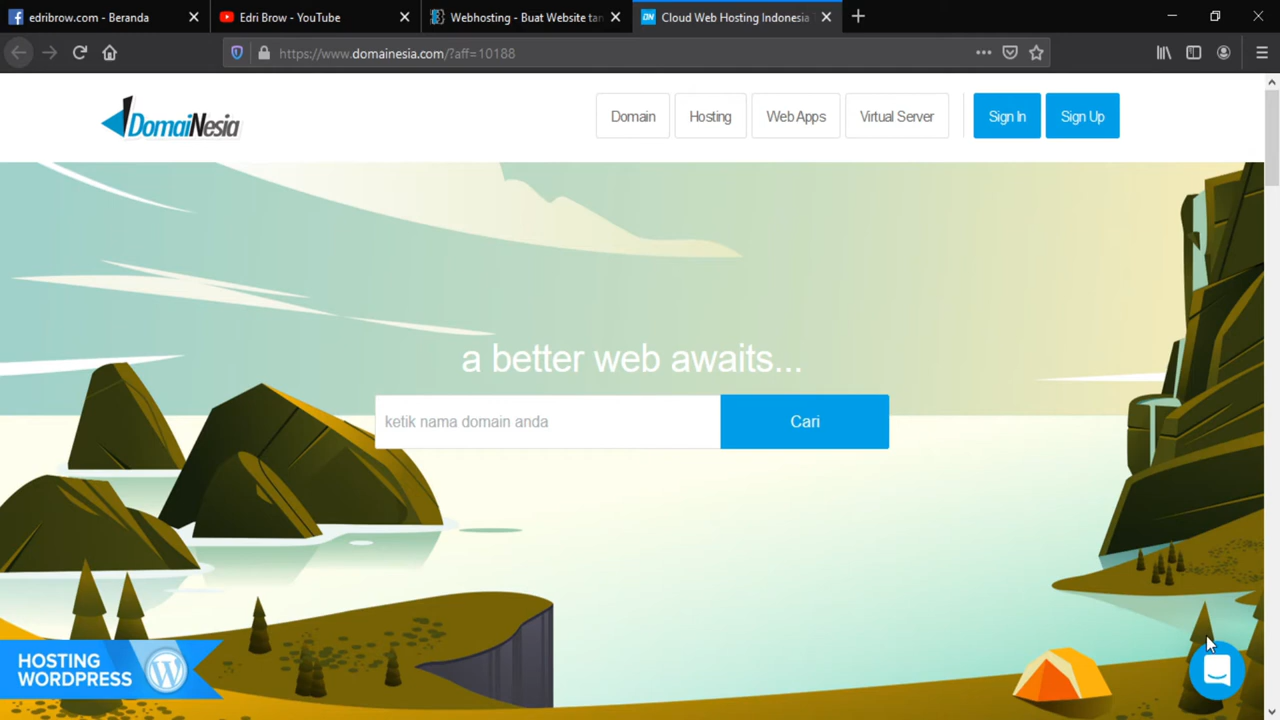 edribrow.com - Beranda
Edri Brow - YouTube
Webhosting - Buat Website tan
Cloud Web Hosting Indonesia
https://www.domainesia.com/?aff=10188
DomaiNesia
Domain
Hosting
Web Apps
Virtual Server
Sign In
Sign Up
a better web awaits...
ketik nama domain anda
Cari
HOSTING
WORDPRESS